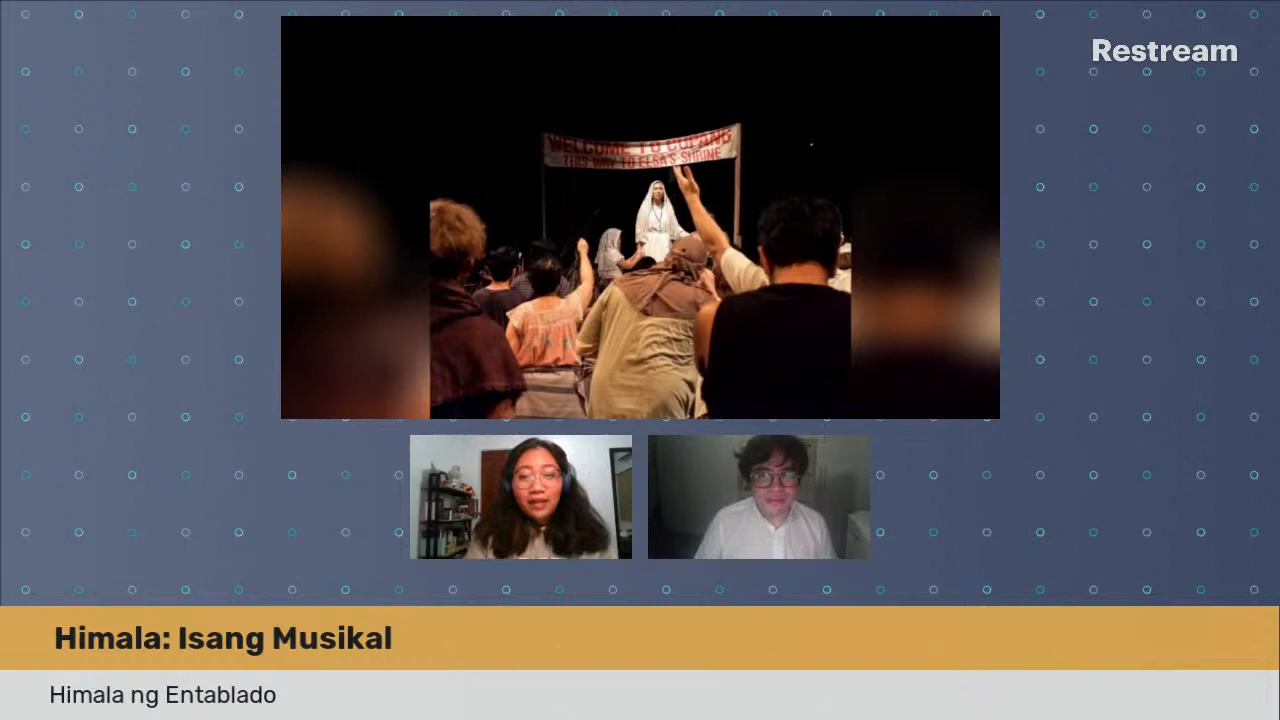 Restream
WELCOME TO CUPANG
THIS WAY TO ELSA'S SHRINE
Himala: Isang Musikal
Himala ng Entablado